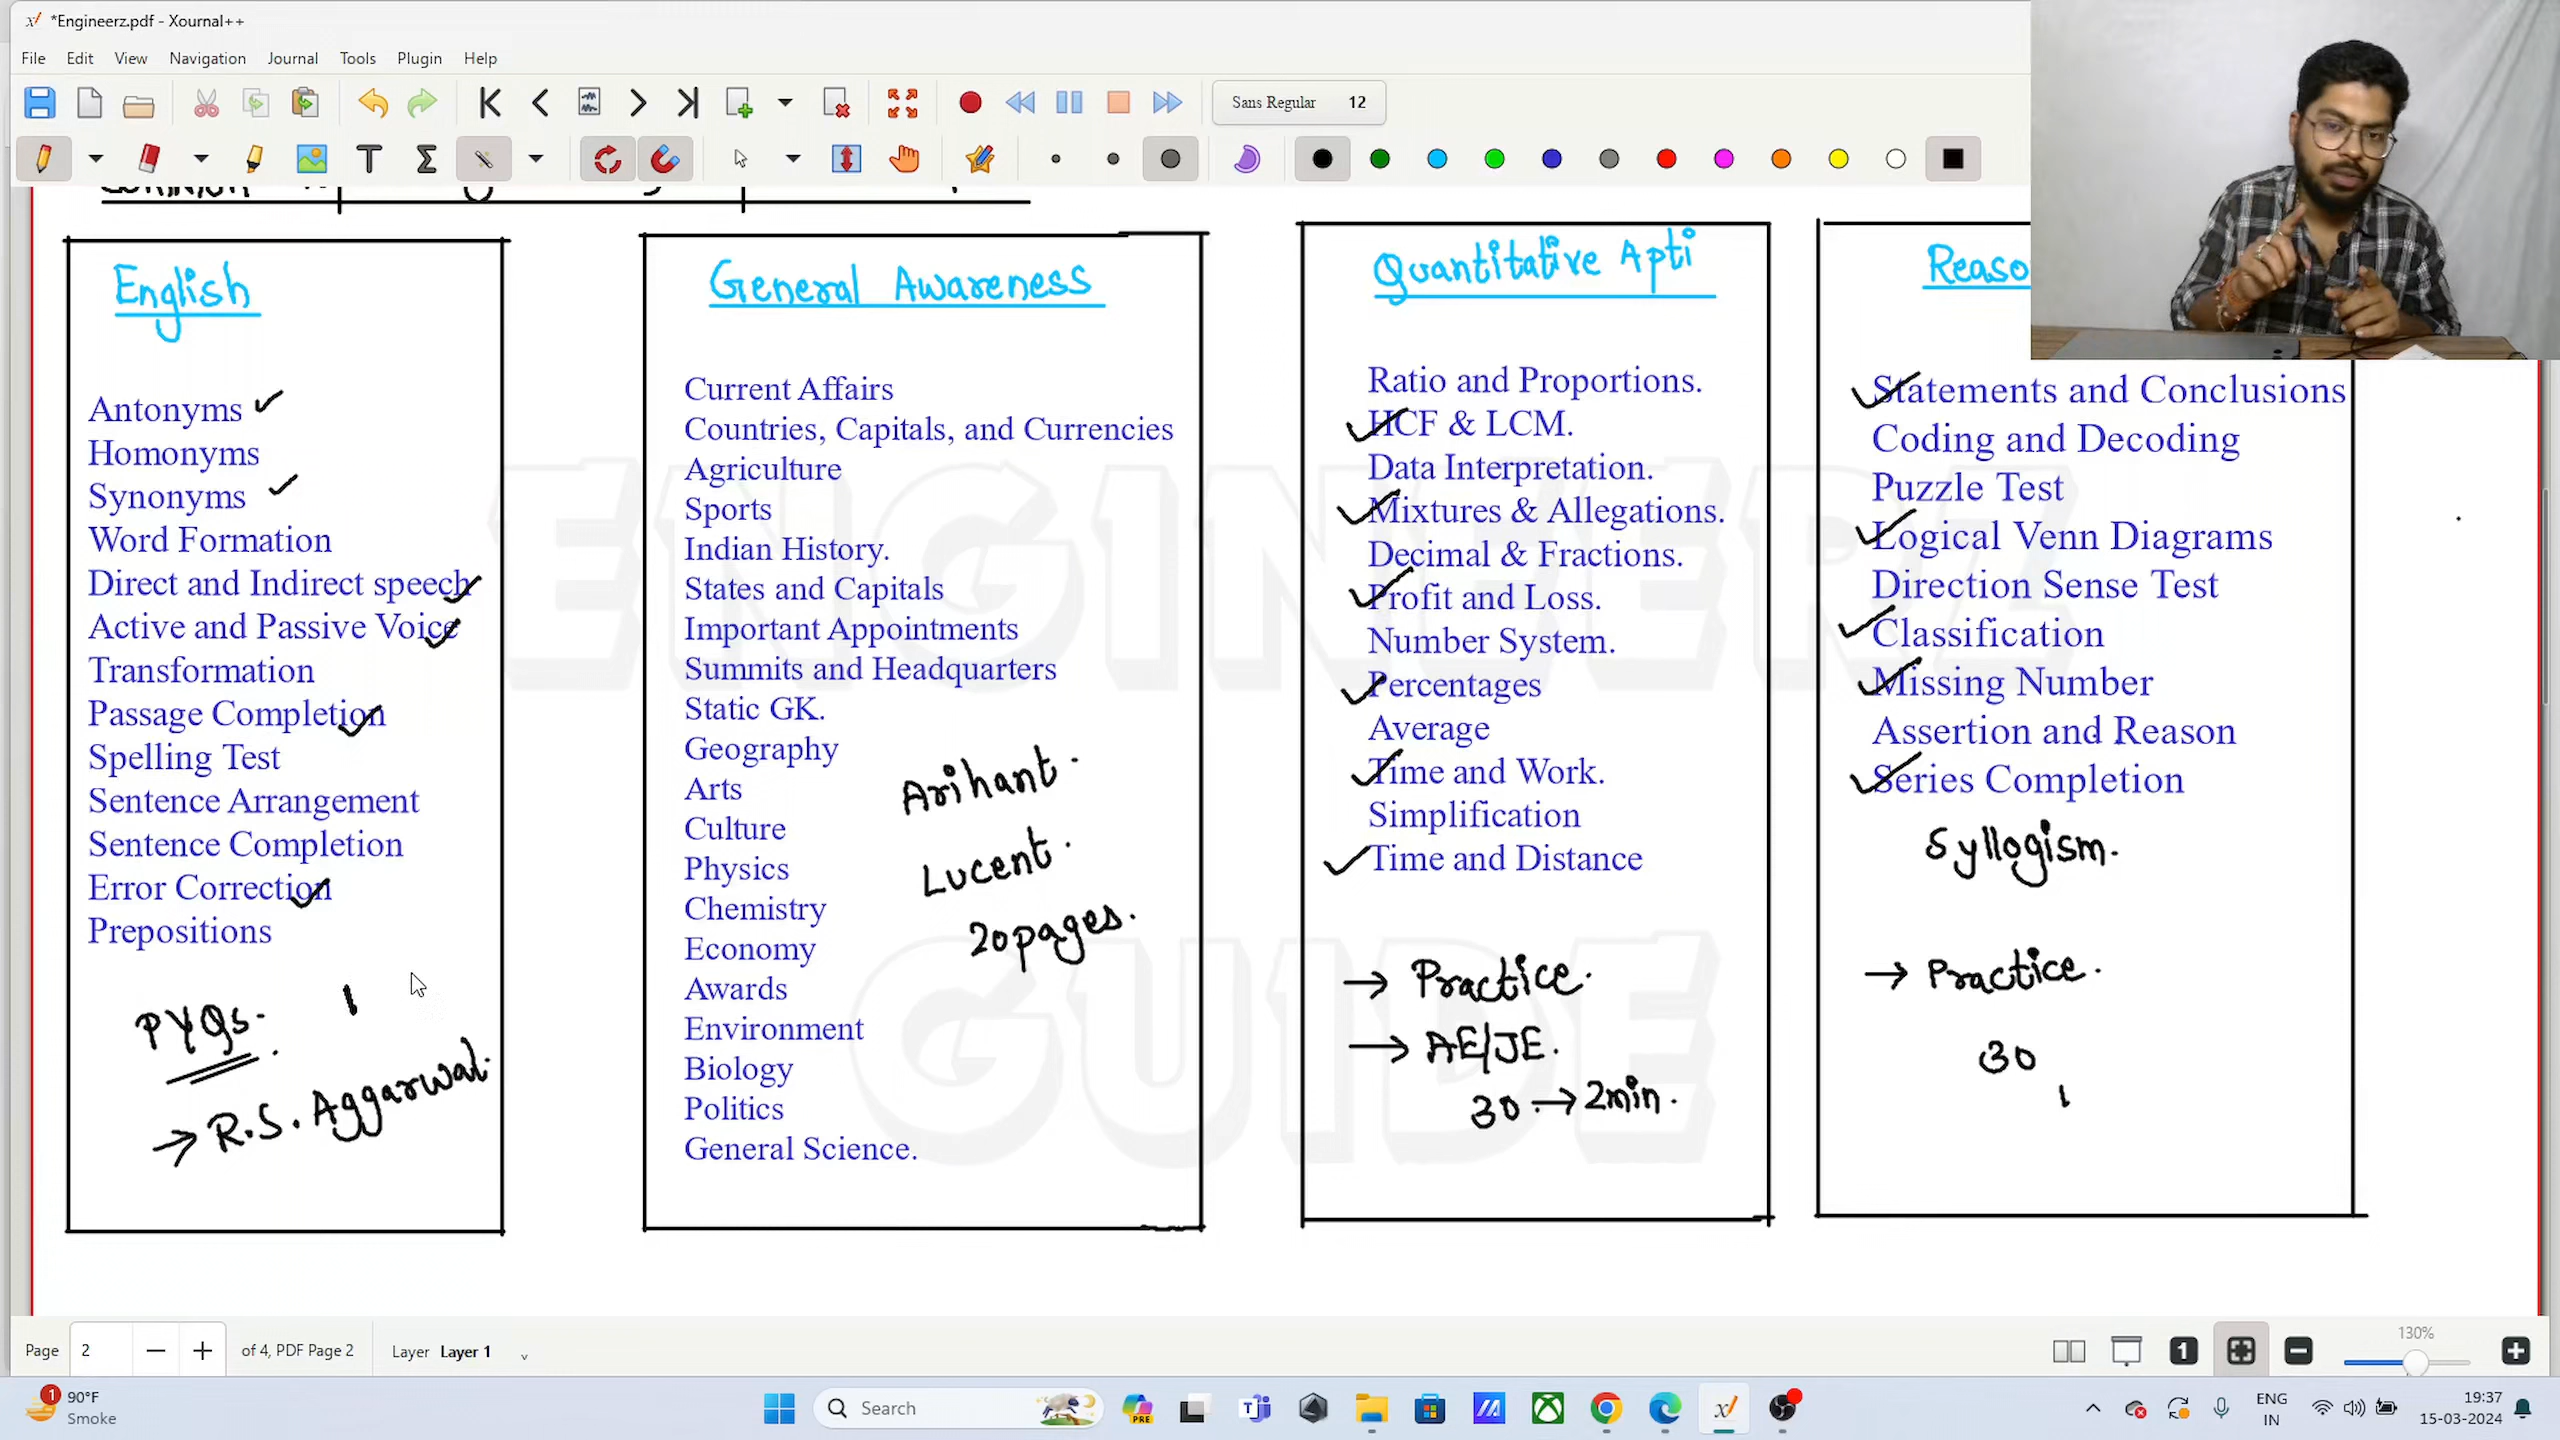 *Engineerz.pdf - Xournal++
File Edit View Navigation Journal Tools Plugin Help
Sans Regular 12
English
Antonyms
Homonyms
Synonyms
Word Formation
Direct and Indirect speech
Active and Passive Voice
Transformation
Passage Completion
Spelling Test
Sentence Arrangement
Sentence Completion
Error Correction
Prepositions
PYQs.
→ R.S. Aggarwal.
General Awareness
Current Affairs
Countries, Capitals, and Currencies
Agriculture
Sports
Indian History.
States and Capitals
Important Appointments
Summits and Headquarters
Static GK.
Geography
Arts
Culture
Physics
Chemistry
Economy
Awards
Environment
Biology
Politics
General Science.
Arihant.
Lucent.
20pages.
Quantitative Apti
Ratio and Proportions.
HCF & LCM.
Data Interpretation.
Mixtures & Allegations.
Decimal & Fractions.
Profit and Loss.
Number System.
Percentages
Average
Time and Work.
Simplification
Time and Distance
→ Practice.
→ AE/JE.
30 → 2min.
Reaso
Statements and Conclusions
Coding and Decoding
Puzzle Test
Logical Venn Diagrams
Direction Sense Test
Classification
Missing Number
Assertion and Reason
Series Completion
Syllogism.
→ Practice.
30
1
ENGINEERZ
GUIDE
Page 2 of 4, PDF Page 2 Layer Layer 1
130%
1
90°F
Smoke
Search
PRE
ENG
IN
19:37
15-03-2024